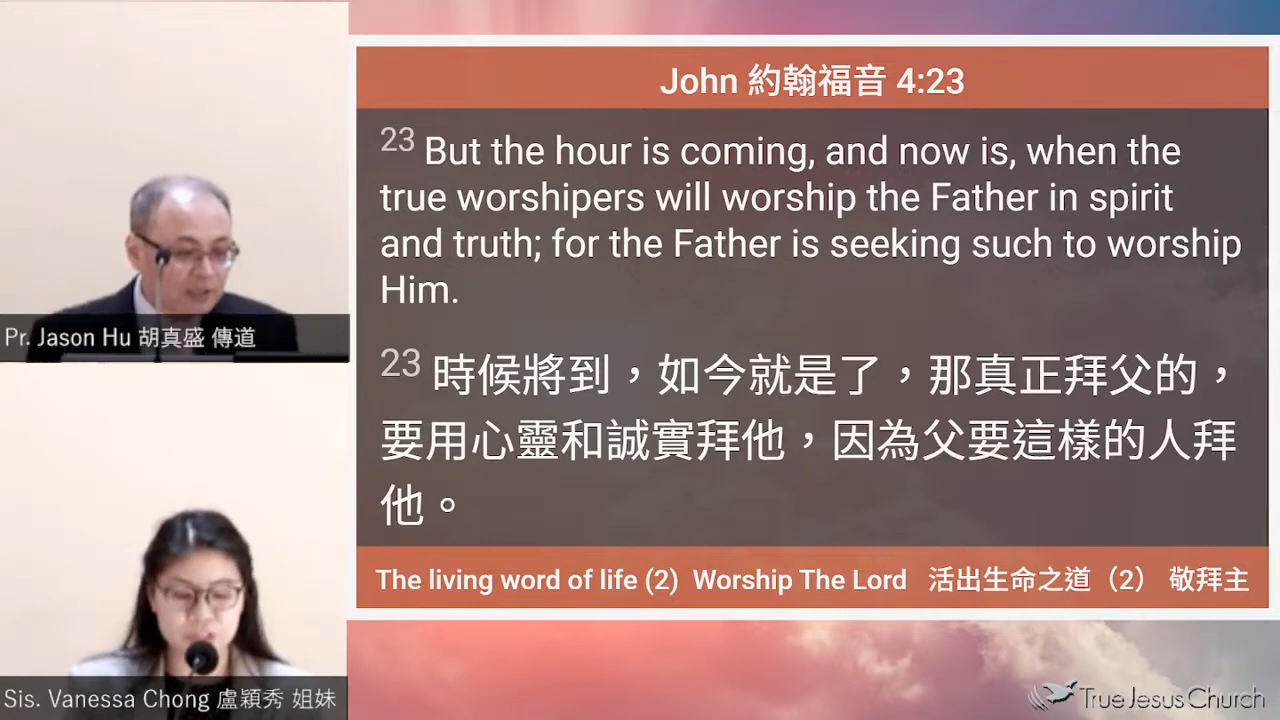 John 約翰福音 4:23
23 But the hour is coming, and now is, when the
true worshipers will worship the Father in spirit
and truth; for the Father is seeking such to worship
Him.
23 時候將到，如今就是了，那真正拜父的，
要用心靈和誠實拜他，因為父要這樣的人拜
他。
The living word of life (2) Worship The Lord 活出生命之道（2） 敬拜主
Pr. Jason Hu 胡真盛 傳道
Sis. Vanessa Chong 盧穎秀 姐妹
True Jesus Church